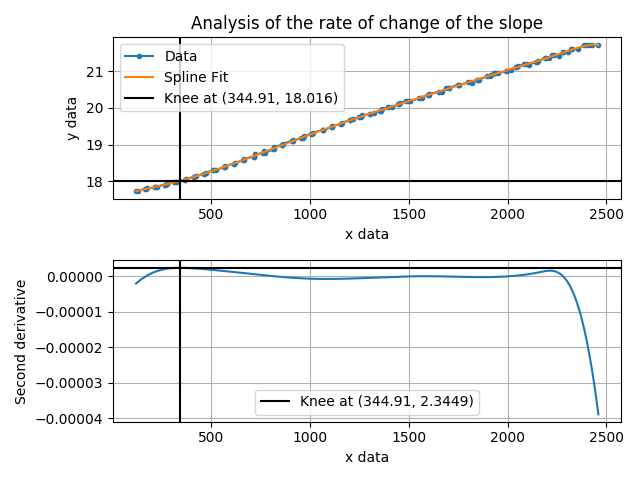 Analysis of the rate of change of the slope
Data
Spline Fit
Knee at (344.91, 18.016)
y data
21
20
19
18
500 1000 1500 2000 2500
x data
Second derivative
0.00000
−0.00001
−0.00002
−0.00003
−0.00004
Knee at (344.91, 2.3449)
500 1000 1500 2000 2500
x data